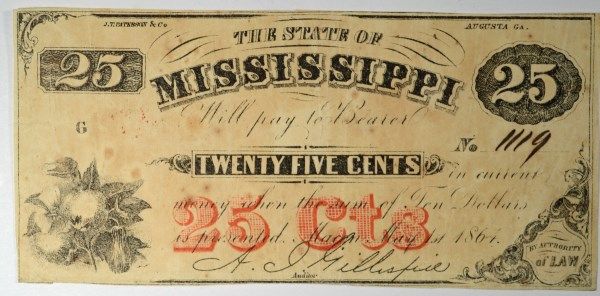 J.T. PATERSON & Co AUGUSTA GA.
THE STATE OF
25 MISSISSIPPI 25
Will pay to Bearer
G No 1119
TWENTY FIVE CENTS in current
money when the sum of Ten Dollars
25 Cts
is presented. Macon May 1st 1864.
A. J. Gillespie
Auditor
BY AUTHORITY
of LAW